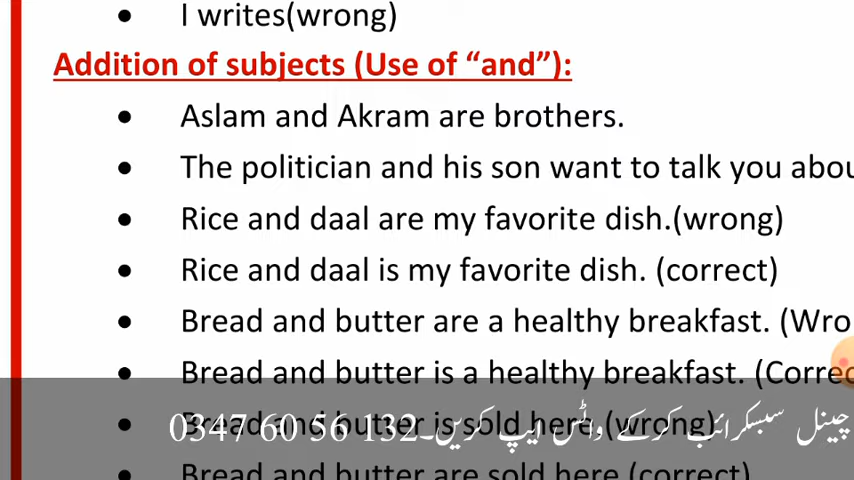 • I writes(wrong)
Addition of subjects (Use of “and”):
• Aslam and Akram are brothers.
• The politician and his son want to talk you abou
• Rice and daal are my favorite dish.(wrong)
• Rice and daal is my favorite dish. (correct)
• Bread and butter are a healthy breakfast. (Wro
• Bread and butter is a healthy breakfast. (Correc
• Bread and butter is sold here.(wrong)
چینل سبسکرائب کرکے واٹس ایپ کریں۔0347 60 56 132
• Bread and butter are sold here (correct)